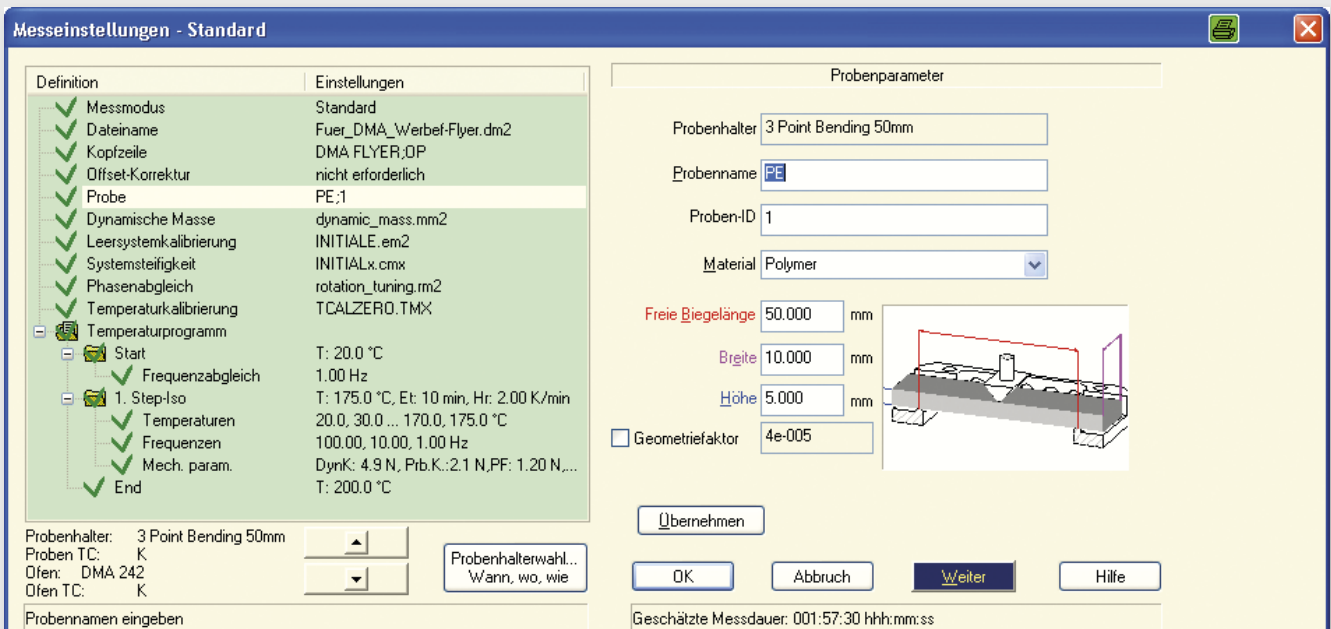 Messeinstellungen - Standard
Definition Einstellungen
Messmodus Standard
Dateiname Fuer_DMA_Werbef-Flyer.dm2
Kopfzeile DMA FLYER;OP
Offset-Korrektur nicht erforderlich
Probe PE;1
Dynamische Masse dynamic_mass.mm2
Leersystemkalibrierung INITIALE.em2
Systemsteifigkeit INITIALx.cmx
Phasenabgleich rotation_tuning.rm2
Temperaturkalibrierung TCALZERO.TMX
Temperaturprogramm
Start T: 20.0 °C
Frequenzabgleich 1.00 Hz
1. Step-Iso T: 175.0 °C, Et: 10 min, Hr: 2.00 K/min
Temperaturen 20.0, 30.0 ... 170.0, 175.0 °C
Frequenzen 100.00, 10.00, 1.00 Hz
Mech. param. DynK: 4.9 N, Prb.K.:2.1 N,PF: 1.20 N,...
End T: 200.0 °C
Probenhalter: 3 Point Bending 50mm
Proben TC: K
Ofen: DMA 242
Ofen TC: K
Probenhalterwahl...
Wann, wo, wie
Probennamen eingeben
Probenparameter
Probenhalter 3 Point Bending 50mm
Probenname PE
Proben-ID 1
Material Polymer
Freie Biegelänge 50.000 mm
Breite 10.000 mm
Höhe 5.000 mm
Geometriefaktor 4e-005
Übernehmen
OK Abbruch Weiter Hilfe
Geschätzte Messdauer: 001:57:30 hhh:mm:ss